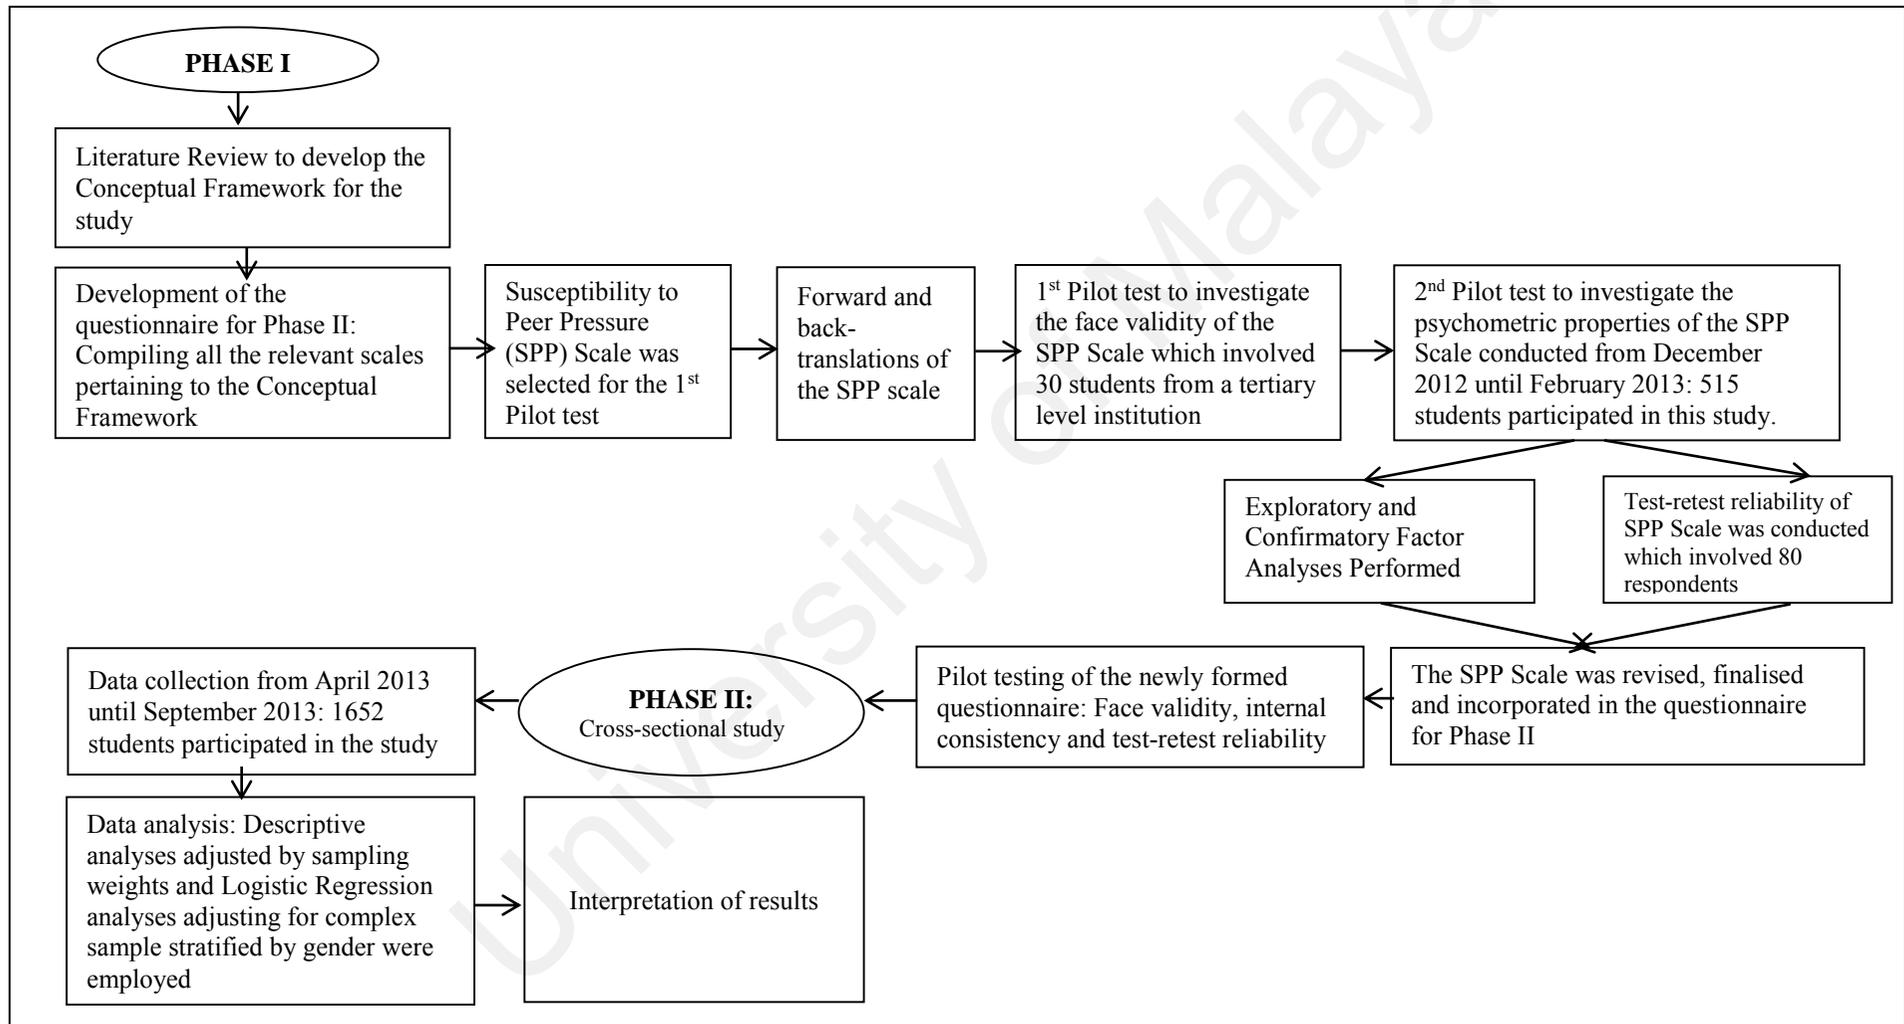 PHASE I
Literature Review to develop the
Conceptual Framework for the
study
Development of the
questionnaire for Phase II:
Compiling all the relevant scales
pertaining to the Conceptual
Framework
Susceptibility to
Peer Pressure
(SPP) Scale was
selected for the 1st
Pilot test
Forward and
back-
translations of
the SPP scale
1st Pilot test to investigate
the face validity of the
SPP Scale which involved
30 students from a tertiary
level institution
2nd Pilot test to investigate the
psychometric properties of the SPP
Scale conducted from December
2012 until February 2013: 515
students participated in this study.
Exploratory and
Confirmatory Factor
Analyses Performed
Test-retest reliability of
SPP Scale was conducted
which involved 80
respondents
The SPP Scale was revised, finalised
and incorporated in the questionnaire
for Phase II
Pilot testing of the newly formed
questionnaire: Face validity, internal
consistency and test-retest reliability
PHASE II:
Cross-sectional study
Data collection from April 2013
until September 2013: 1652
students participated in the study
Data analysis: Descriptive
analyses adjusted by sampling
weights and Logistic Regression
analyses adjusting for complex
sample stratified by gender were
employed
Interpretation of results
University of Malaya